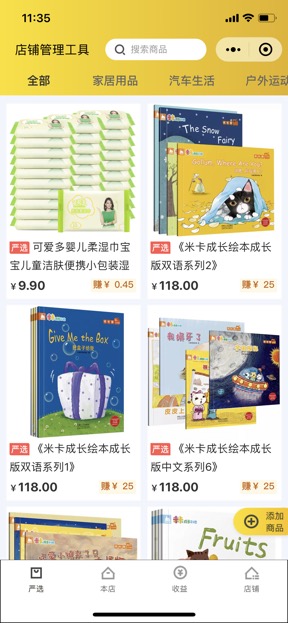 11:35
店铺管理工具
搜索商品
全部
家居用品
汽车生活
户外运动
The Snow
Fairy
严选 可爱多婴儿柔湿巾宝
宝儿童洁肤便携小包装湿
¥9.90
赚¥ 0.45
严选 《米卡成长绘本成长
版双语系列2》
¥118.00
赚¥ 25
Give Me the Box
严选 《米卡成长绘本成长
版双语系列1》
¥118.00
赚¥ 25
我嗝牙了
皮皮上
严选 《米卡成长绘本成长
版中文系列6》
¥118.00
赚¥ 25
Fruits
添加
商品
严选
本店
收益
店铺